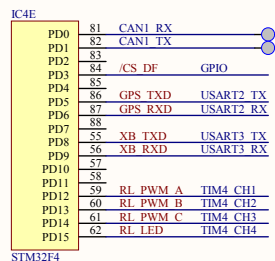 IC4E
PD0 81 CAN1_RX
PD1 82 CAN1_TX
PD2 83
PD3 84 /CS_DF GPIO
PD4 85
PD5 86 GPS_TXD USART2_TX
PD6 87 GPS_RXD USART2_RX
PD7 88
PD8 55 XB_TXD USART3_TX
PD9 56 XB_RXD USART3_RX
PD10 57
PD11 58
PD12 59 RL_PWM_A TIM4_CH1
PD13 60 RL_PWM_B TIM4_CH2
PD14 61 RL_PWM_C TIM4_CH3
PD15 62 RL_LED TIM4_CH4
STM32F4